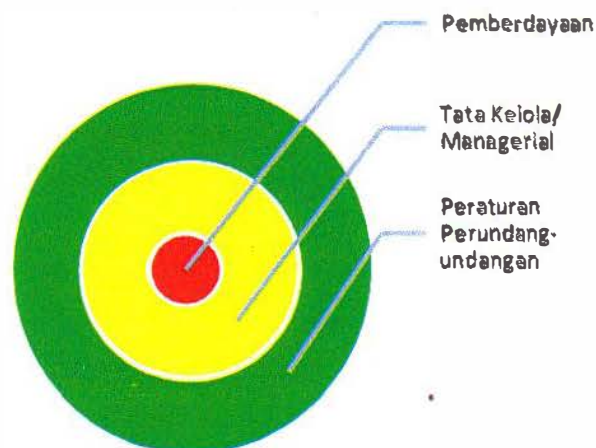 Pemberdayaan
Tata Kelola/
Managerial
Peraturan
Perundang-
undangan